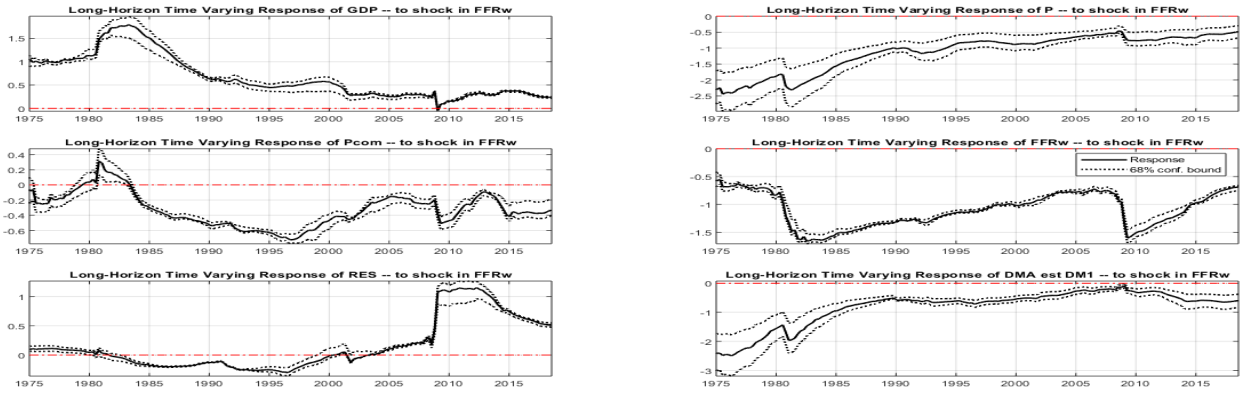 Long-Horizon Time Varying Response of GDP -- to shock in FFRw
1.5
1
0.5
0
1975 1980 1985 1990 1995 2000 2005 2010 2015
Long-Horizon Time Varying Response of P -- to shock in FFRw
0
-0.5
-1
-1.5
-2
-2.5
1975 1980 1985 1990 1995 2000 2005 2010 2015
Long-Horizon Time Varying Response of Pcom -- to shock in FFRw
0.4
0.2
0
-0.2
-0.4
-0.6
1975 1980 1985 1990 1995 2000 2005 2010 2015
Long-Horizon Time Varying Response of FFRw -- to shock in FFRw
0
-0.5
-1
-1.5
Response
68% conf. bound
1975 1980 1985 1990 1995 2000 2005 2010 2015
Long-Horizon Time Varying Response of RES -- to shock in FFRw
1
0.5
0
1975 1980 1985 1990 1995 2000 2005 2010 2015
Long-Horizon Time Varying Response of DMA est DM1 -- to shock in FFRw
0
-1
-2
-3
1975 1980 1985 1990 1995 2000 2005 2010 2015